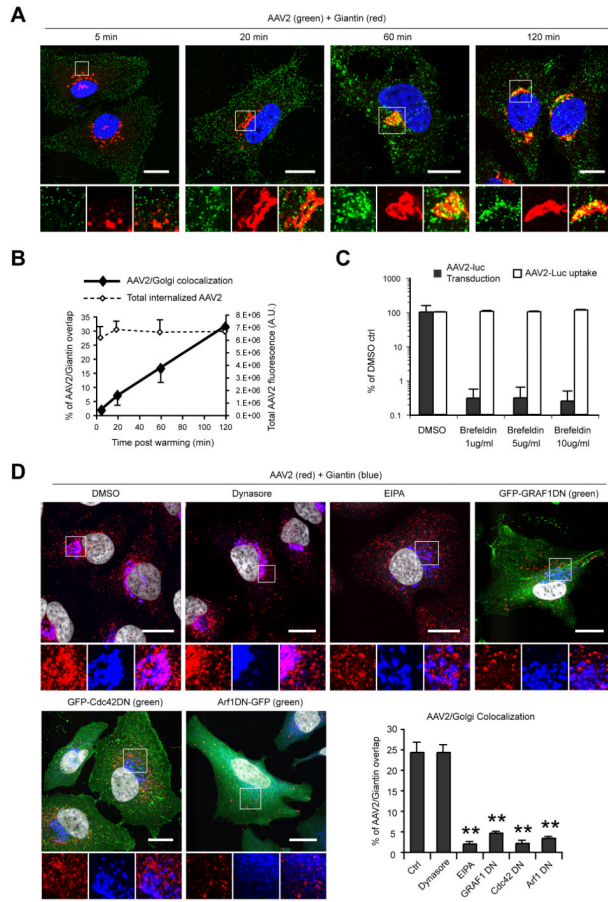 A
AAV2 (green) + Giantin (red)
5 min 20 min 60 min 120 min
B
AAV2/Golgi colocalization
Total internalized AAV2
% of AAV2/Giantin overlap
35
30
25
20
15
10
5
0
8.E+06
7.E+06
6.E+06
5.E+06
4.E+06
3.E+06
2.E+06
1.E+06
0.E+00
Total AAV2 fluorescence (A.U.)
0 20 40 60 80 100 120
Time post warming (min)
C
AAV2-luc
Transduction
AAV2-Luc uptake
% of DMSO ctrl
1000
100
10
1
0.1
DMSO Brefeldin Brefeldin Brefeldin
1ug/ml 5ug/ml 10ug/ml
D
AAV2 (red) + Giantin (blue)
DMSO Dynasore EIPA GFP-GRAF1DN (green)
GFP-Cdc42DN (green) Arf1DN-GFP (green)
AAV2/Golgi Colocalization
% of AAV2/Giantin overlap
30
25
20
15
10
5
0
** ** ** **
Ctrl
Dynasore
EIPA
GRAF1 DN
Cdc42 DN
Arf1 DN